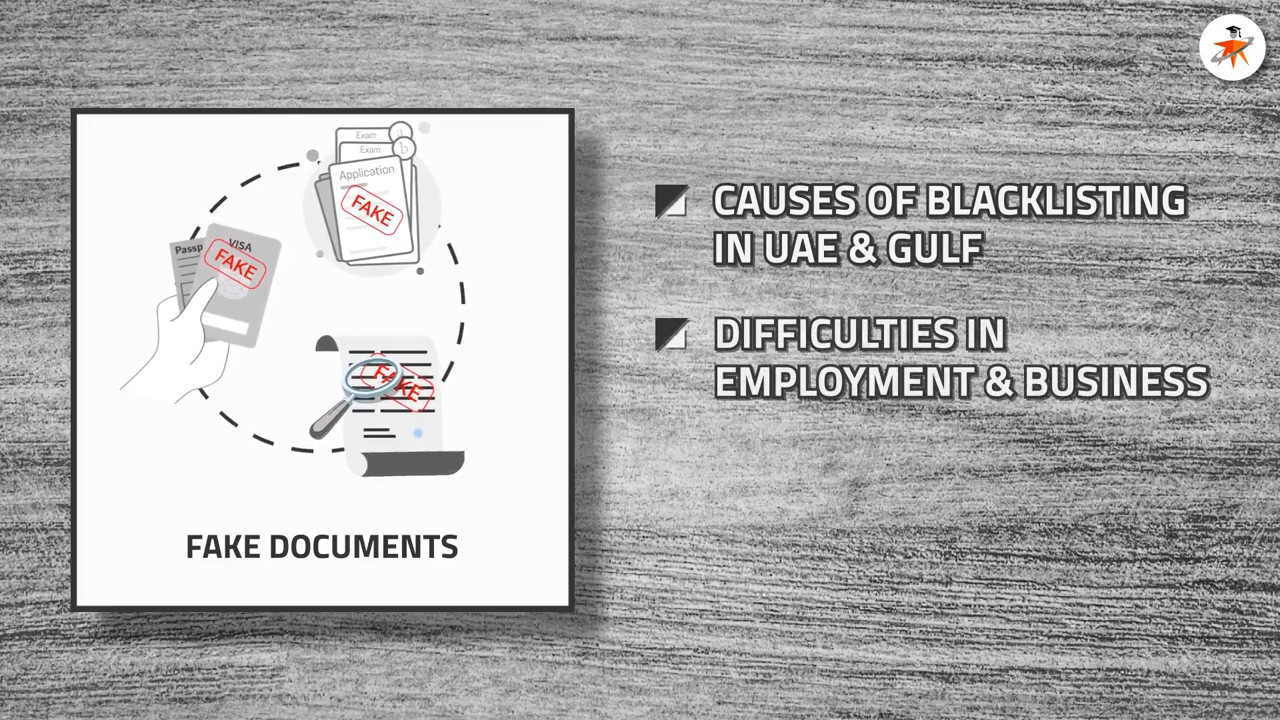 Exam
a
Exam
b
Application
FAKE
Passp
VISA
FAKE
FAKE
FAKE DOCUMENTS
CAUSES OF BLACKLISTING
IN UAE & GULF
DIFFICULTIES IN
EMPLOYMENT & BUSINESS